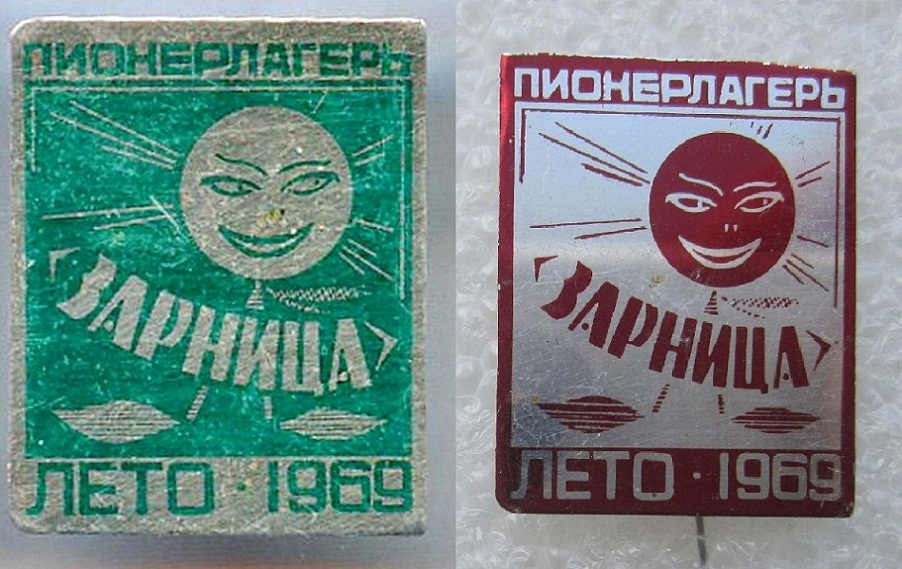 ПИОНЕРЛАГЕРЬ
"ЗАРНИЦА"
ЛЕТО · 1969
ПИОНЕРЛАГЕРЬ
"ЗАРНИЦА"
ЛЕТО · 1969